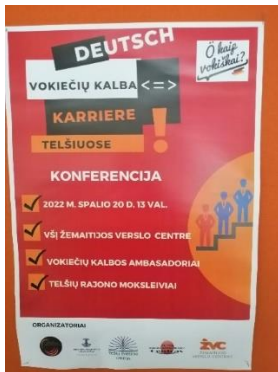 DEUTSCH
Ö kaip
vokiškai?
VOKIEČIŲ KALBA <=>
KARRIERE
TELŠIUOSE !
KONFERENCIJA
2022 M. SPALIO 20 D. 13 VAL.
VŠĮ ŽEMAITIJOS VERSLO CENTRE
VOKIEČIŲ KALBOS AMBASADORIAI
TELŠIŲ RAJONO MOKSLEIVIAI
ORGANIZATORIAI
ŽVC